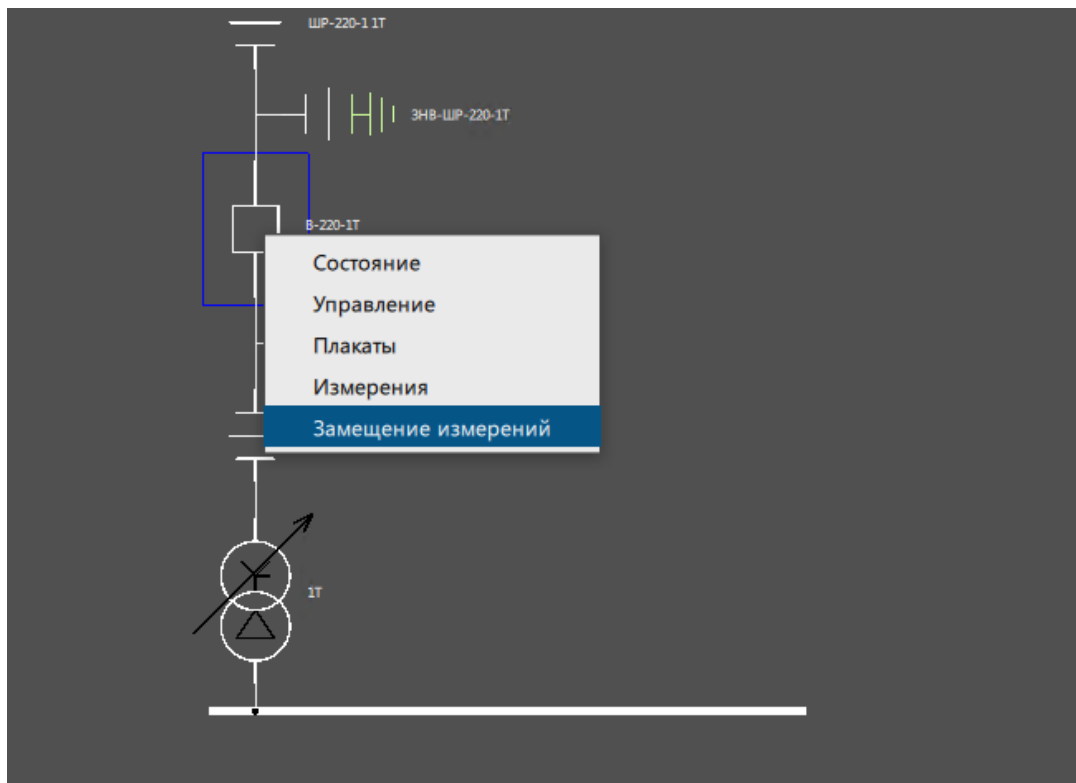 ШР-220-1 1Т
ЗНВ-ШР-220-1Т
В-220-1Т
Состояние
Управление
Плакаты
Измерения
Замещение измерений
1Т